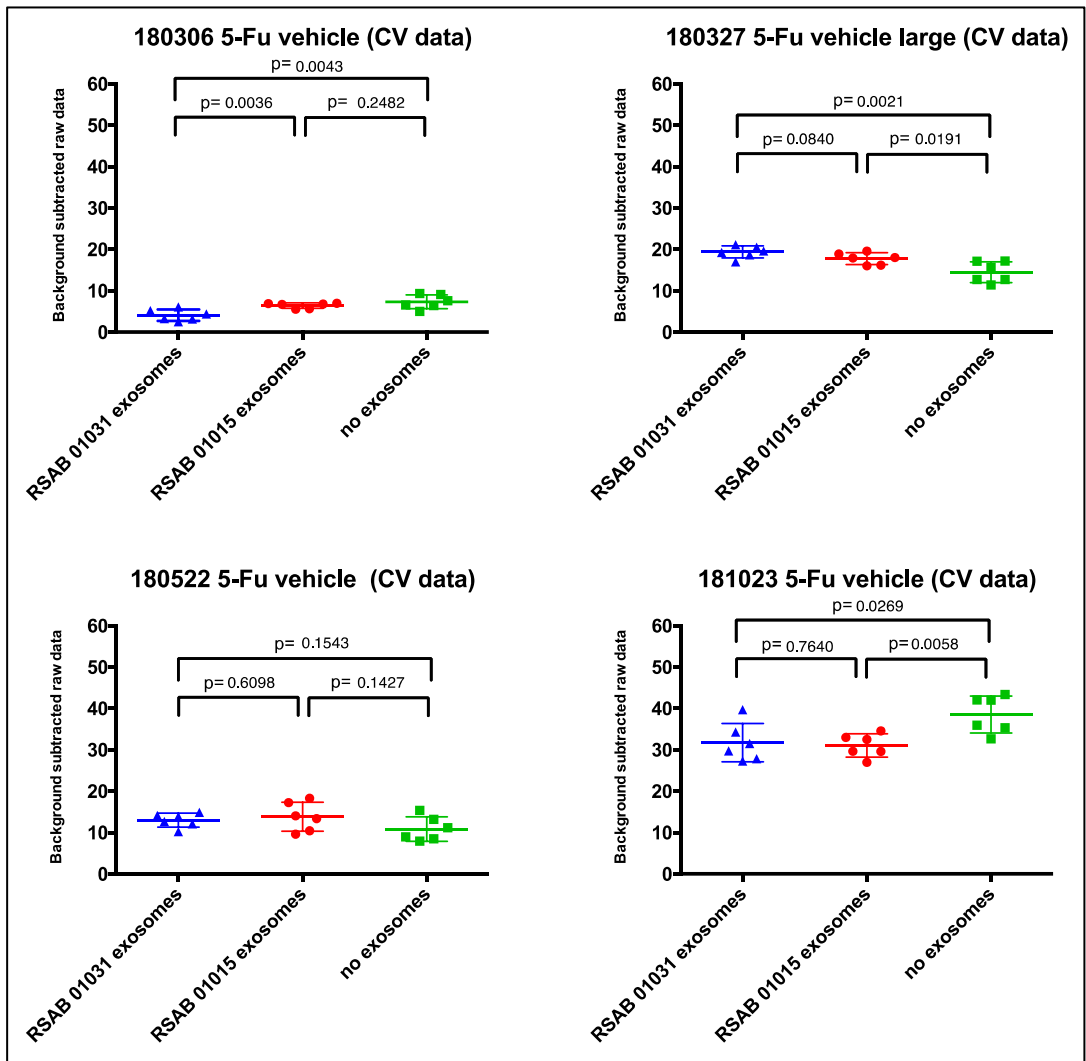 180306 5-Fu vehicle (CV data)
p= 0.0043
p= 0.0036
p= 0.2482
Background subtracted raw data
60
50
40
30
20
10
0
RSAB 01031 exosomes
RSAB 01015 exosomes
no exosomes
180327 5-Fu vehicle large (CV data)
p= 0.0021
p= 0.0840
p= 0.0191
Background subtracted raw data
60
50
40
30
20
10
0
RSAB 01031 exosomes
RSAB 01015 exosomes
no exosomes
180522 5-Fu vehicle (CV data)
p= 0.1543
p= 0.6098
p= 0.1427
Background subtracted raw data
60
50
40
30
20
10
0
RSAB 01031 exosomes
RSAB 01015 exosomes
no exosomes
181023 5-Fu vehicle (CV data)
p= 0.0269
p= 0.7640
p= 0.0058
Background subtracted raw data
60
50
40
30
20
10
0
RSAB 01031 exosomes
RSAB 01015 exosomes
no exosomes